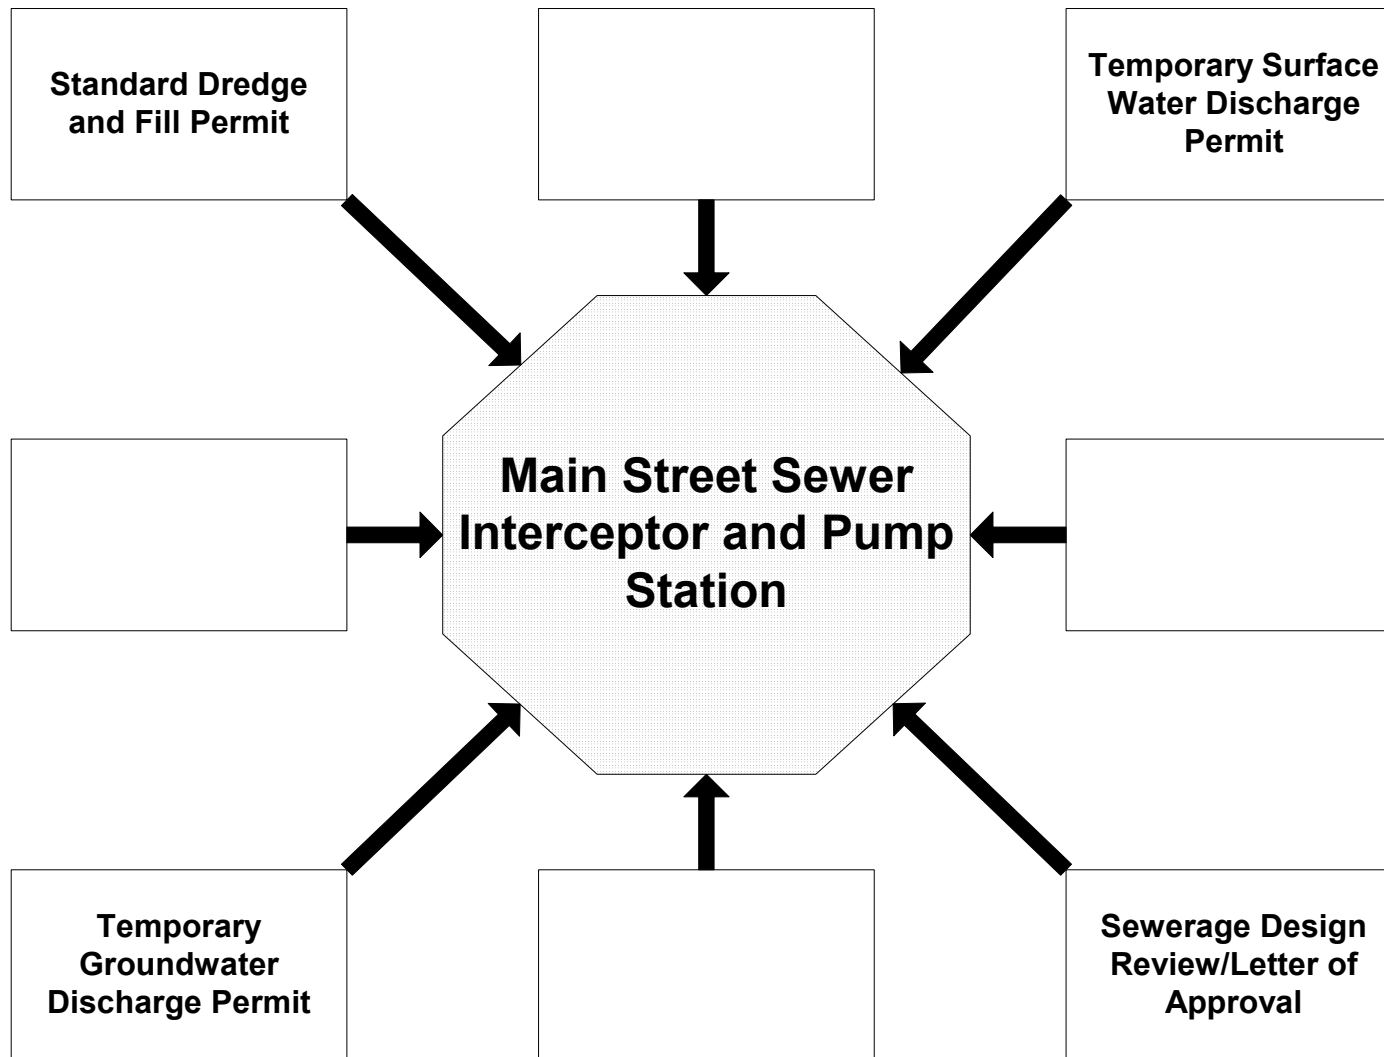 Standard Dredge
and Fill Permit
Temporary Surface
Water Discharge
Permit
Main Street Sewer
Interceptor and Pump
Station
Temporary
Groundwater
Discharge Permit
Sewerage Design
Review/Letter of
Approval